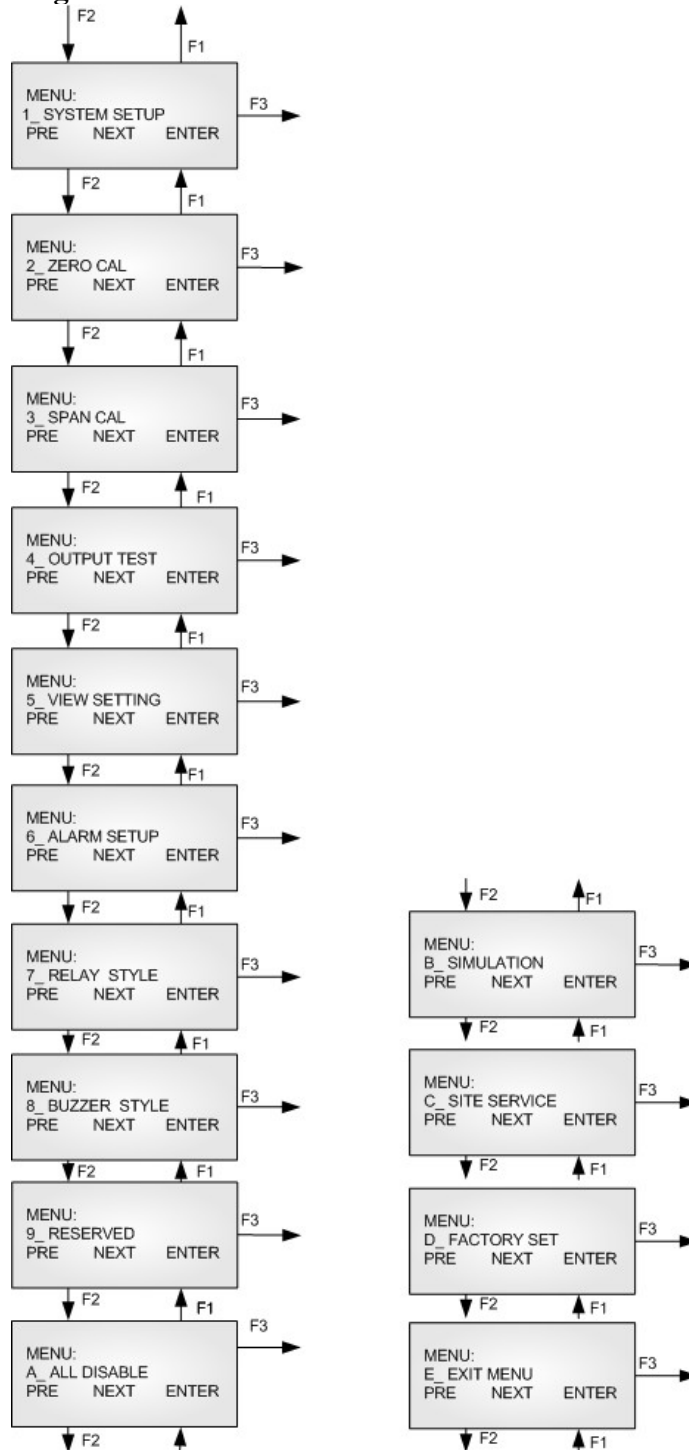 F2
F1
MENU:
1_ SYSTEM SETUP
PRE NEXT ENTER
F3
F2
F1
MENU:
2_ ZERO CAL
PRE NEXT ENTER
F3
F2
F1
MENU:
3_ SPAN CAL
PRE NEXT ENTER
F3
F2
F1
MENU:
4_ OUTPUT TEST
PRE NEXT ENTER
F3
F2
F1
MENU:
5_ VIEW SETTING
PRE NEXT ENTER
F3
F2
F1
MENU:
6_ ALARM SETUP
PRE NEXT ENTER
F3
F2
F1
MENU:
7_ RELAY STYLE
PRE NEXT ENTER
F3
F2
F1
MENU:
8_ BUZZER STYLE
PRE NEXT ENTER
F3
F2
F1
MENU:
9_ RESERVED
PRE NEXT ENTER
F3
F2
F1
MENU:
A_ ALL DISABLE
PRE NEXT ENTER
F3
F2
F2
F1
MENU:
B_ SIMULATION
PRE NEXT ENTER
F3
F2
F1
MENU:
C_ SITE SERVICE
PRE NEXT ENTER
F3
F2
F1
MENU:
D_ FACTORY SET
PRE NEXT ENTER
F3
F2
F1
MENU:
E_ EXIT MENU
PRE NEXT ENTER
F3
F2
F1